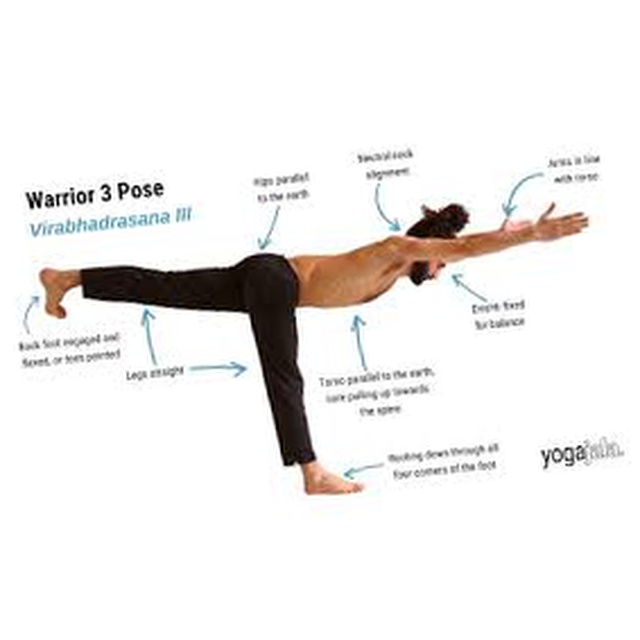 Warrior 3 Pose
Virabhadrasana III
Hips parallel
to the earth
Neutral neck
alignment
Arms in line
with torso
Back foot engaged and
flexed, or toes pointed
Legs straight
Torso parallel to the earth,
core pulling up towards
the spine
fixed
for balance
Rooting down through all
four corners of the foot
yogajala.